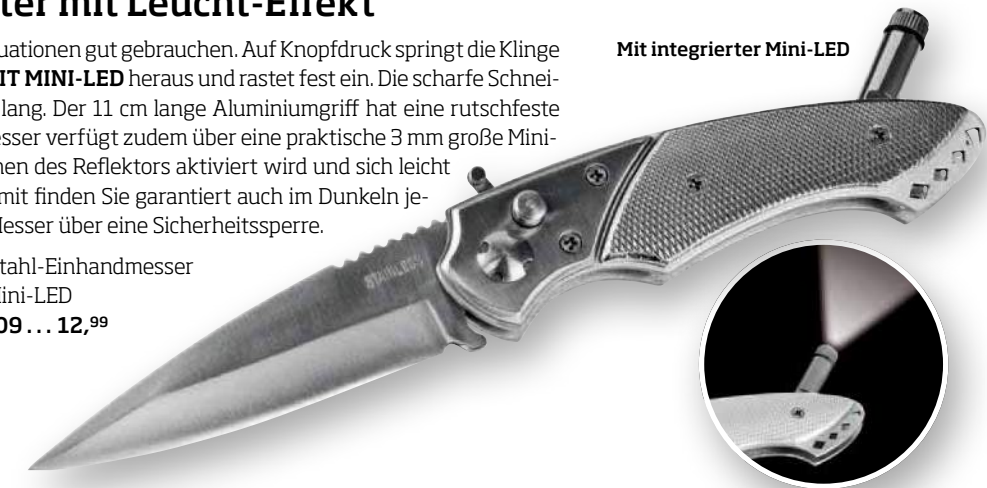 ter mit Leucht-Effekt
uationen gut gebrauchen. Auf Knopfdruck springt die Klinge
IT MINI-LED heraus und rastet fest ein. Die scharfe Schnei-
lang. Der 11 cm lange Aluminiumgriff hat eine rutschfeste
esser verfügt zudem über eine praktische 3 mm große Mini-
nen des Reflektors aktiviert wird und sich leicht
mit finden Sie garantiert auch im Dunkeln je-
Messer über eine Sicherheitssperre.
tahl-Einhandmesser
Mini-LED
09 ... 12,99
Mit integrierter Mini-LED
STAINLESS